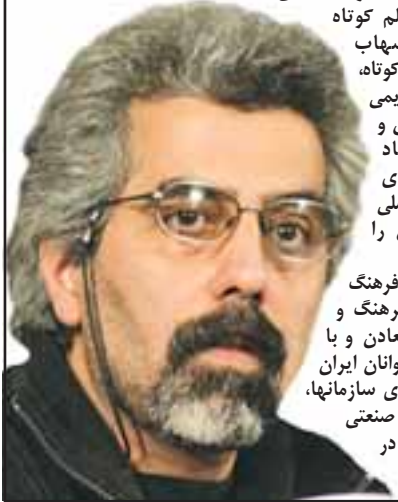 لم کوتاه
سهاب
کوتاه،
یمی
ی و
اد
ی
لی
را
فرهنگ
رهنگ و
عادن و با
وانان ایران
ی سازمانها،
صنعتی
در